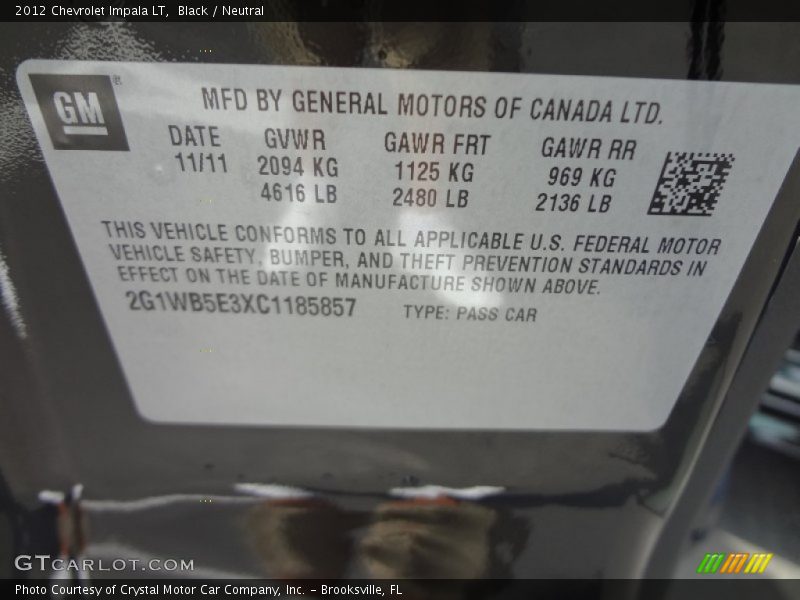 2012 Chevrolet Impala LT, Black / Neutral
GM®
MFD BY GENERAL MOTORS OF CANADA LTD.
DATE GVWR GAWR FRT GAWR RR
11/11 2094 KG 1125 KG 969 KG
4616 LB 2480 LB 2136 LB
THIS VEHICLE CONFORMS TO ALL APPLICABLE U.S. FEDERAL MOTOR
VEHICLE SAFETY, BUMPER, AND THEFT PREVENTION STANDARDS IN
EFFECT ON THE DATE OF MANUFACTURE SHOWN ABOVE.
2G1WB5E3XC1185857 TYPE: PASS CAR
GTCARLOT.COM
Photo Courtesy of Crystal Motor Car Company, Inc. – Brooksville, FL